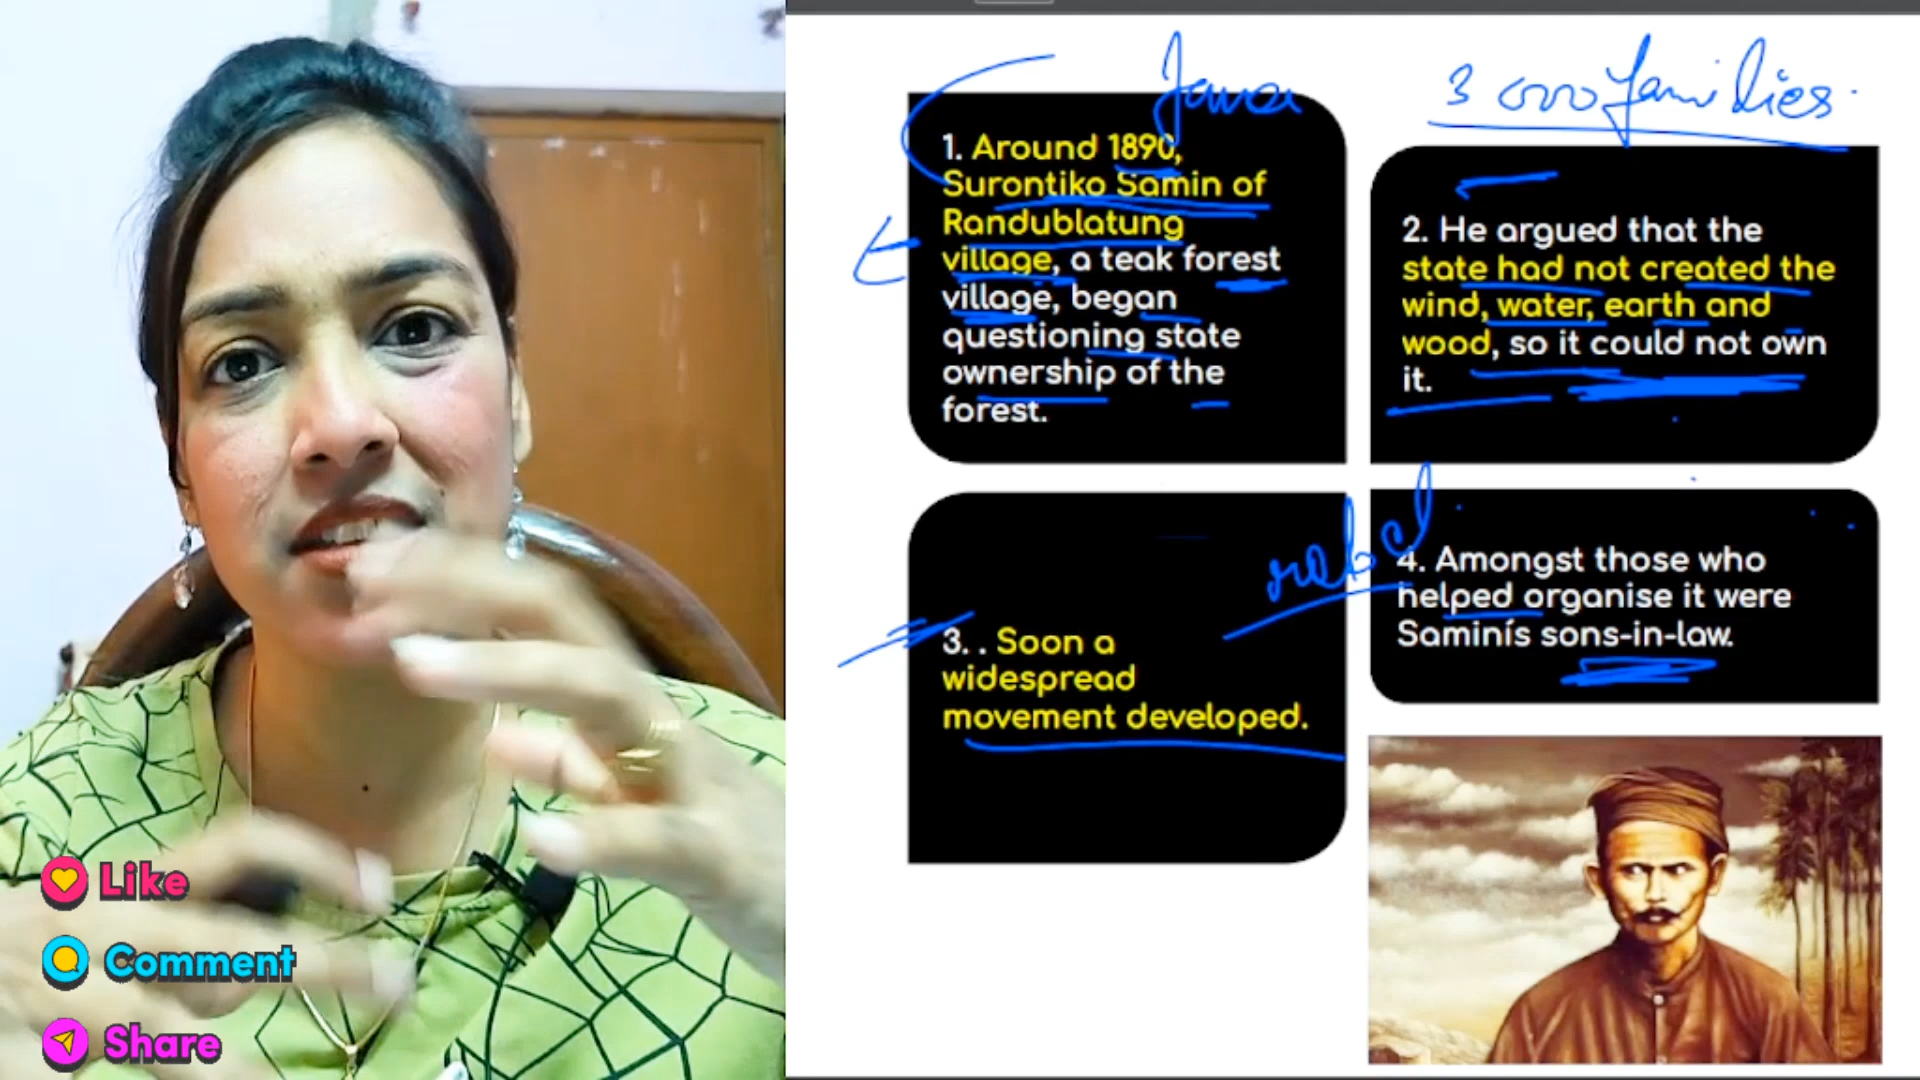 Java
3000 families.
1. Around 1890,
Surontiko Samin of
Randublatung
village, a teak forest
village, began
questioning state
ownership of the
forest.
2. He argued that the
state had not created the
wind, water, earth and
wood, so it could not own
it.
rebel
3. . Soon a
widespread
movement developed.
4. Amongst those who
helped organise it were
Saminís sons-in-law.
Like
Comment
Share